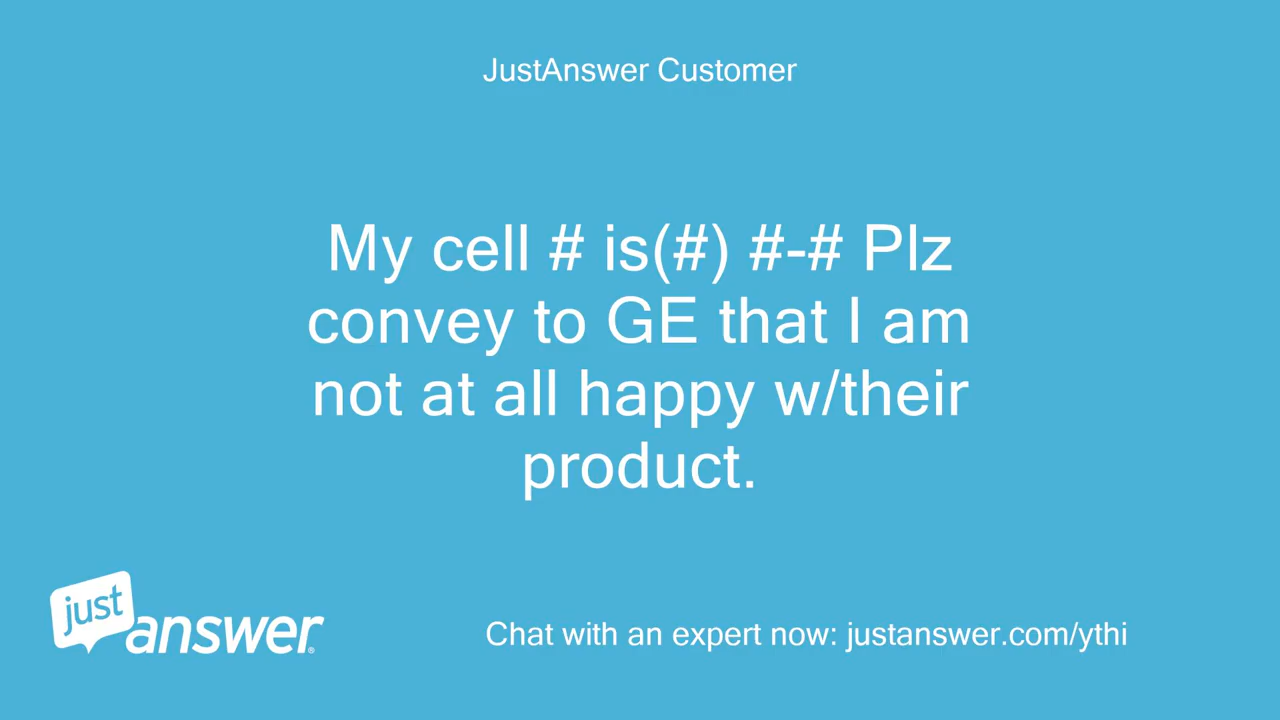 JustAnswer Customer
My cell # is(#) #-# Plz
convey to GE that I am
not at all happy w/their
product.
just
answer®
Chat with an expert now: justanswer.com/ythi